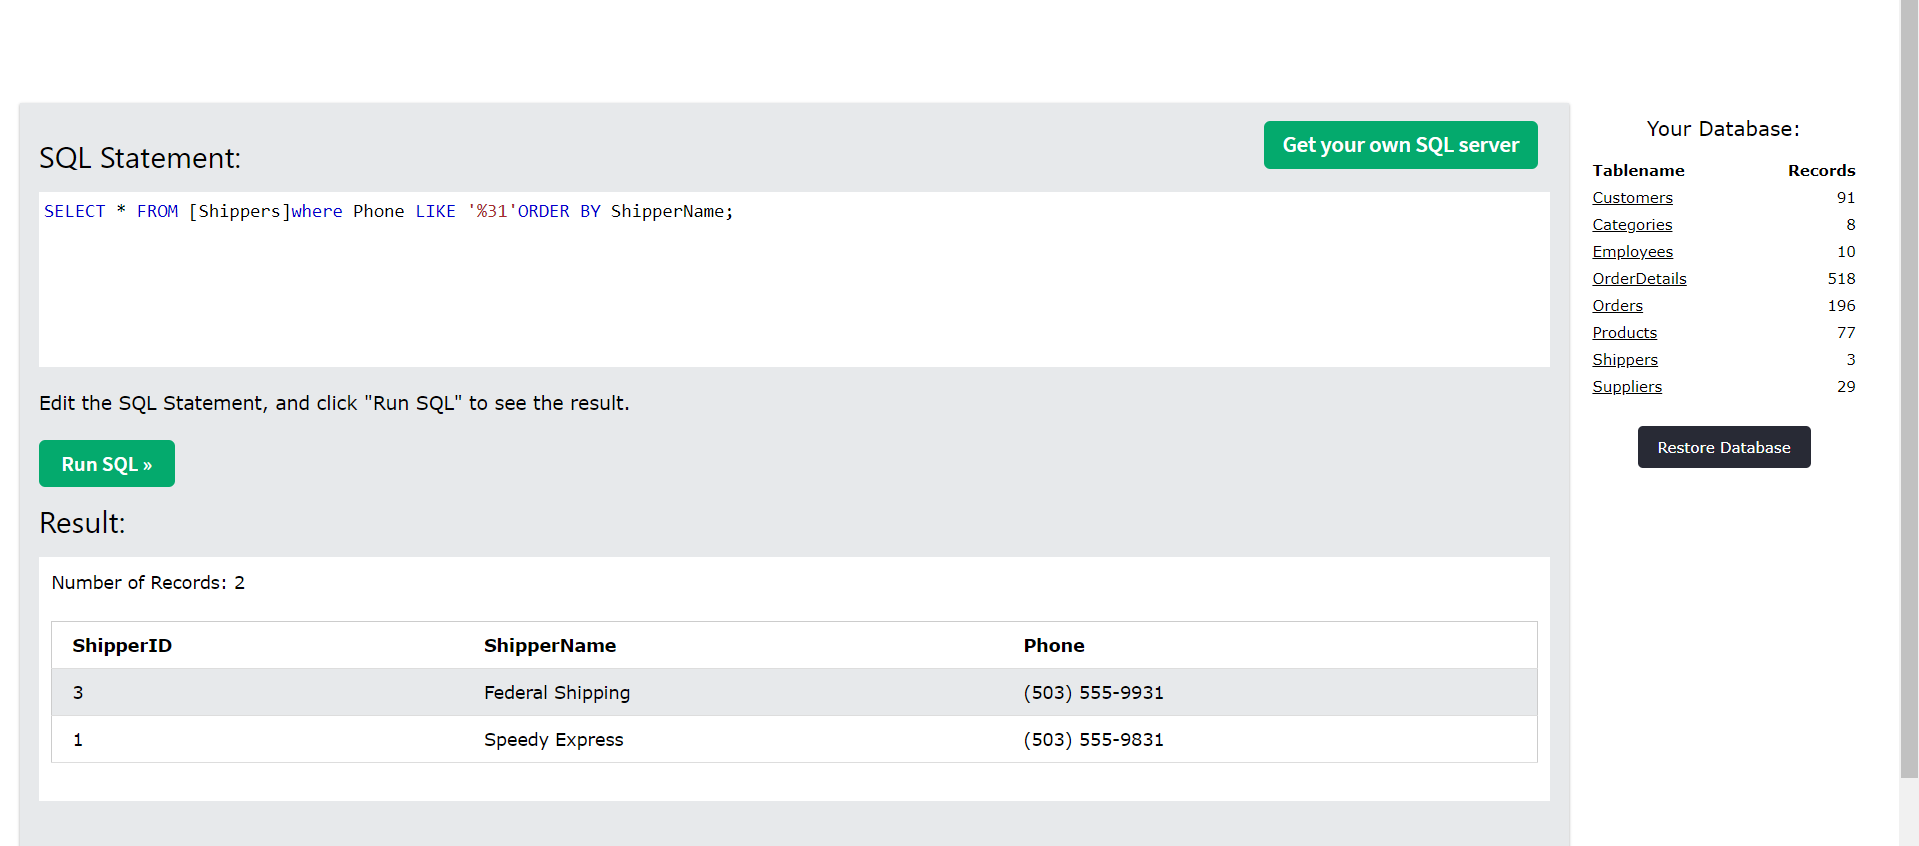 Get your own SQL server
SQL Statement:
SELECT * FROM [Shippers]where Phone LIKE '%31'ORDER BY ShipperName;
Edit the SQL Statement, and click "Run SQL" to see the result.
Run SQL »
Result:
Number of Records: 2
ShipperID ShipperName Phone
3 Federal Shipping (503) 555-9931
1 Speedy Express (503) 555-9831
Your Database:
Tablename Records
Customers 91
Categories 8
Employees 10
OrderDetails 518
Orders 196
Products 77
Shippers 3
Suppliers 29
Restore Database